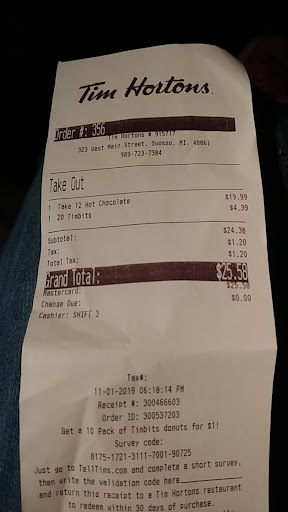 Tim Hortons
Order #: 356
Tim Hortons # 915717
323 West Main Street, Owosso, MI, 48867
989-723-7384
Take Out
1 Take 12 Hot Chocolate $19.99
1 20 Timbits $4.39
Subtotal: $24.38
Tax: $1.20
Total Tax: $1.20
Grand Total: $25.58
Mastercard: $25.58
Change Due: $0.00
Cashier: SHIFT 3
Tax#:
11-01-2019 06:18:14 PM
Receipt #: 300466603
Order ID: 300537203
Get a 10 Pack of Timbits donuts for $1!
Survey code:
8175-1721-3111-7001-90725
Just go to TellTims.com and complete a short survey,
then write the validation code here
and return this receipt to a Tim Hortons restaurant
to redeem within 30 days of purchase.